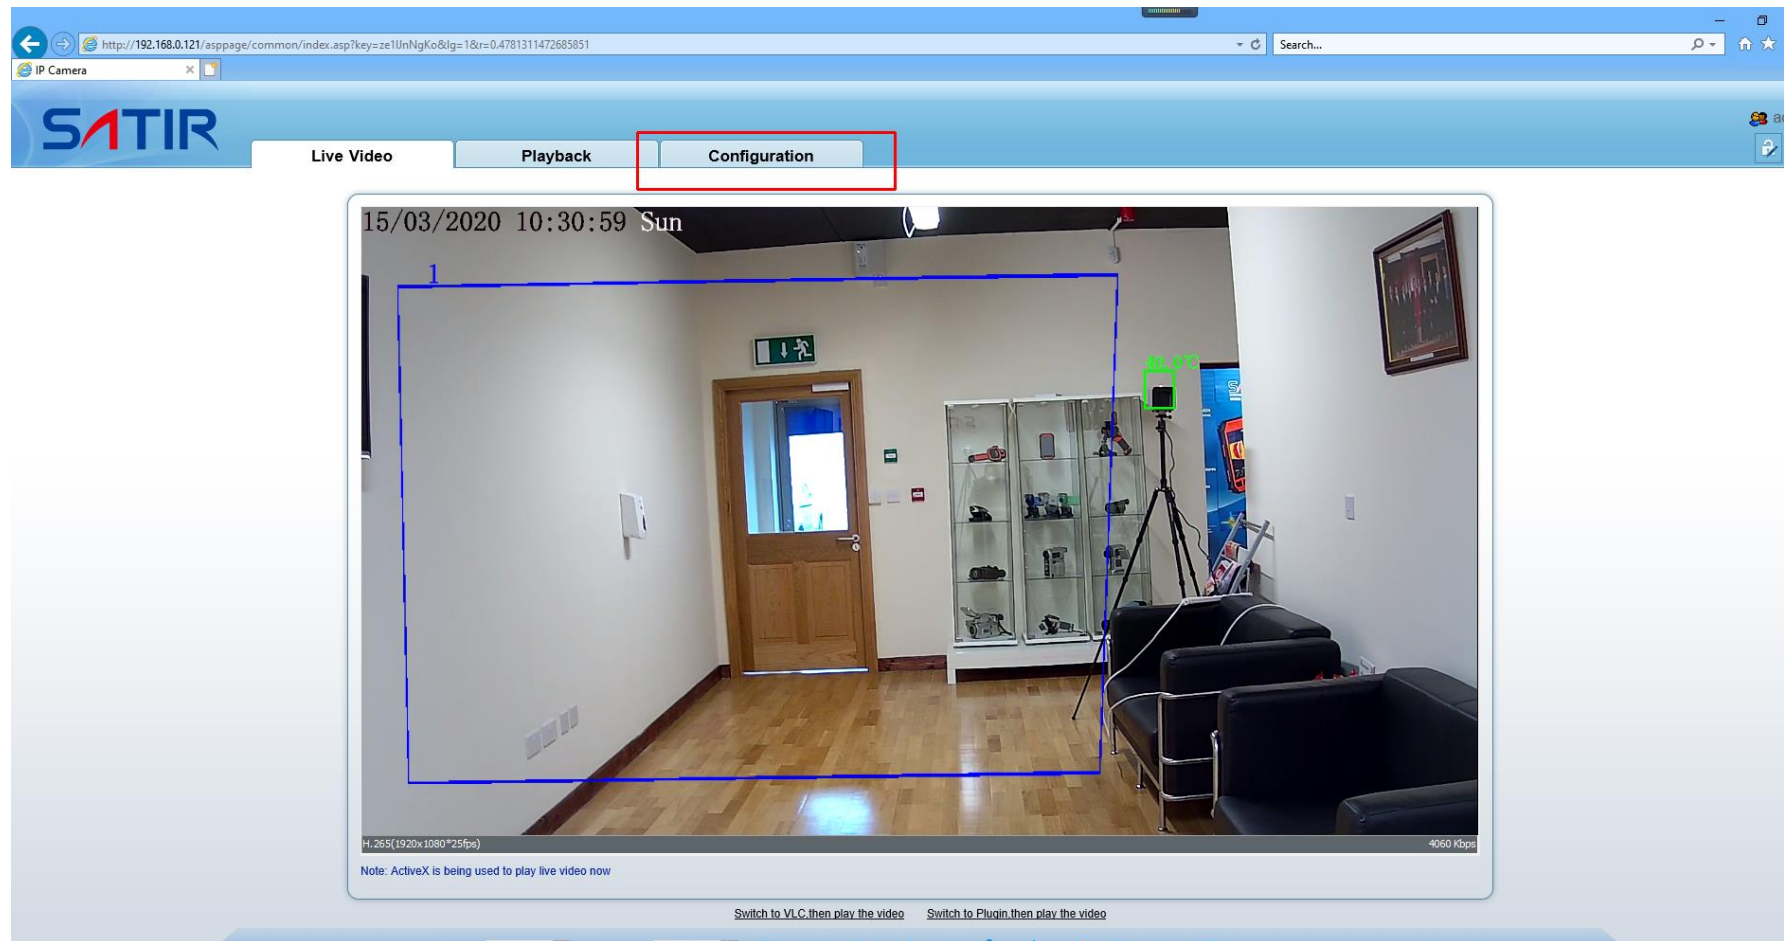 http://192.168.0.121/asppage/common/index.asp?key=ze1lJnNgKo&lg=1&r=0.4781311472685851
Search...
IP Camera
SATIR
Live Video
Playback
Configuration
15/03/2020 10:30:59 Sun
1
40.0℃
H.265(1920x1080*25fps)
4060 Kbps
Note: ActiveX is being used to play live video now
Switch to VLC,then play the video
Switch to Plugin,then play the video